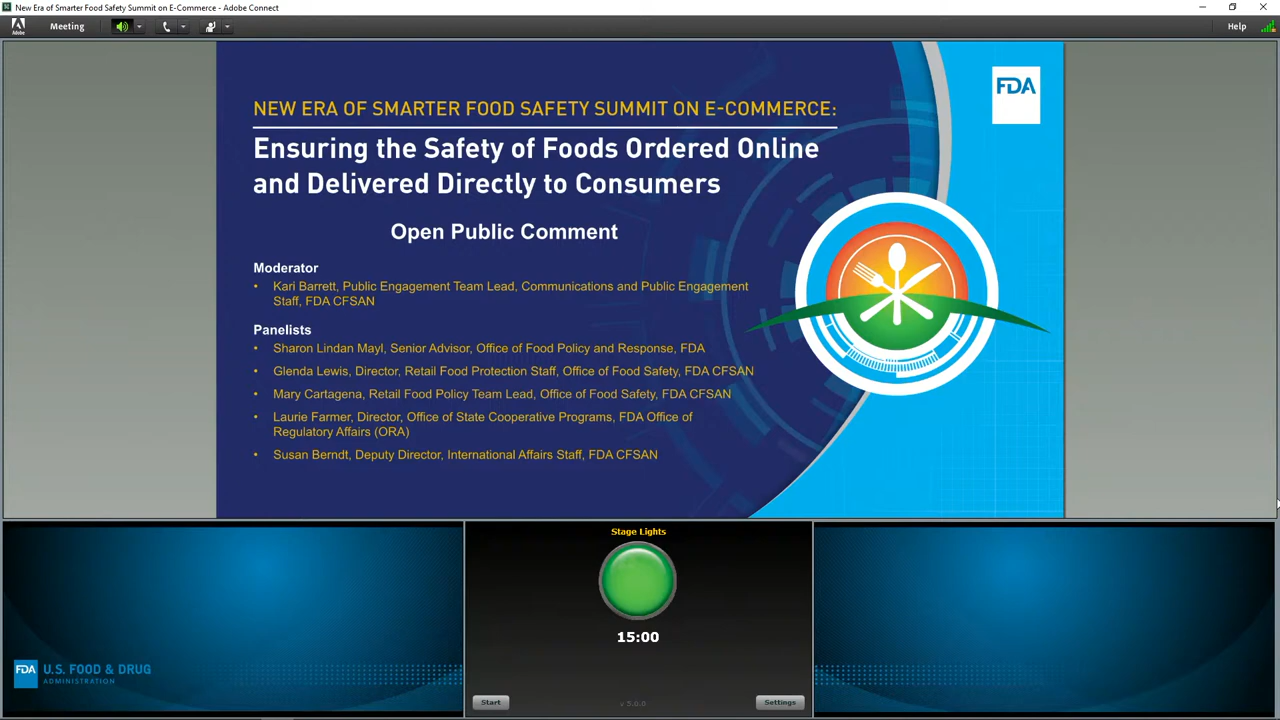 New Era of Smarter Food Safety Summit on E-Commerce - Adobe Connect
Adobe
Meeting
Help
FDA
NEW ERA OF SMARTER FOOD SAFETY SUMMIT ON E-COMMERCE:
Ensuring the Safety of Foods Ordered Online
and Delivered Directly to Consumers
Open Public Comment
Moderator
• Kari Barrett, Public Engagement Team Lead, Communications and Public Engagement
Staff, FDA CFSAN
Panelists
• Sharon Lindan Mayl, Senior Advisor, Office of Food Policy and Response, FDA
• Glenda Lewis, Director, Retail Food Protection Staff, Office of Food Safety, FDA CFSAN
• Mary Cartagena, Retail Food Policy Team Lead, Office of Food Safety, FDA CFSAN
• Laurie Farmer, Director, Office of State Cooperative Programs, FDA Office of
Regulatory Affairs (ORA)
• Susan Berndt, Deputy Director, International Affairs Staff, FDA CFSAN
Stage Lights
15:00
FDA U.S. FOOD & DRUG
ADMINISTRATION
Start
v 3.0.0
Settings